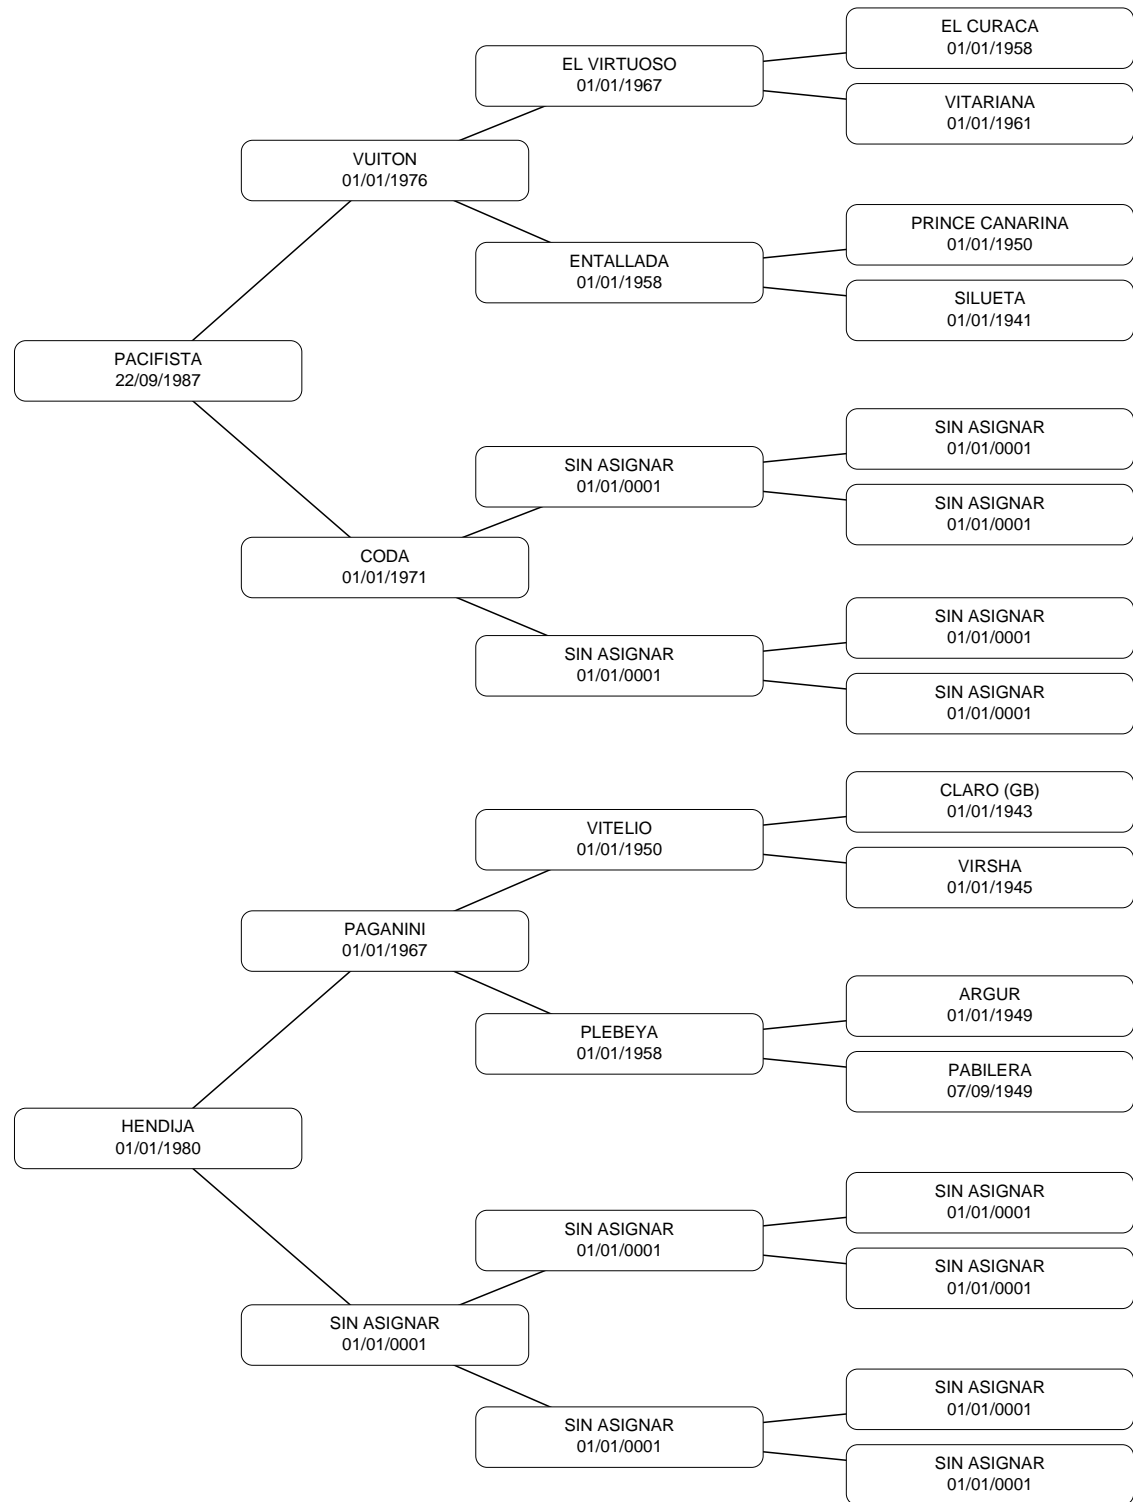 EL CURACA
01/01/1958
EL VIRTUOSO
01/01/1967
VITARIANA
01/01/1961
VUITON
01/01/1976
PRINCE CANARINA
01/01/1950
ENTALLADA
01/01/1958
SILUETA
01/01/1941
PACIFISTA
22/09/1987
SIN ASIGNAR
01/01/0001
SIN ASIGNAR
01/01/0001
SIN ASIGNAR
01/01/0001
CODA
01/01/1971
SIN ASIGNAR
01/01/0001
SIN ASIGNAR
01/01/0001
SIN ASIGNAR
01/01/0001
CLARO (GB)
01/01/1943
VITELIO
01/01/1950
VIRSHA
01/01/1945
PAGANINI
01/01/1967
ARGUR
01/01/1949
PLEBEYA
01/01/1958
PABILERA
07/09/1949
HENDIJA
01/01/1980
SIN ASIGNAR
01/01/0001
SIN ASIGNAR
01/01/0001
SIN ASIGNAR
01/01/0001
SIN ASIGNAR
01/01/0001
SIN ASIGNAR
01/01/0001
SIN ASIGNAR
01/01/0001
SIN ASIGNAR
01/01/0001